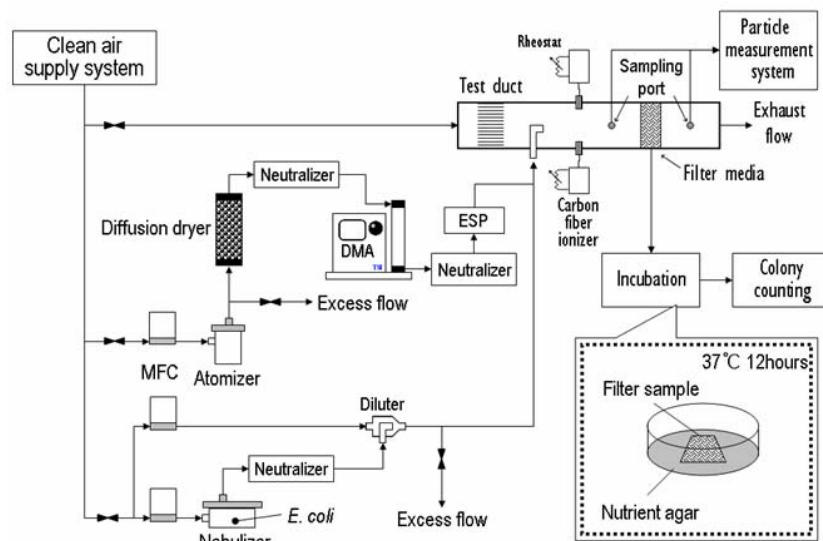 Clean air
supply system
Rheostat
Particle
measurement
system
Sampling
port
Test duct
Exhaust
flow
Filter media
Carbon
fiber
ionizer
Neutralizer
Diffusion dryer
DMA
ESP
Neutralizer
Incubation
Colony
counting
Excess flow
MFC
Atomizer
37℃ 12hours
Filter sample
Nutrient agar
Diluter
Neutralizer
E. coli
Excess flow
Nebulizer